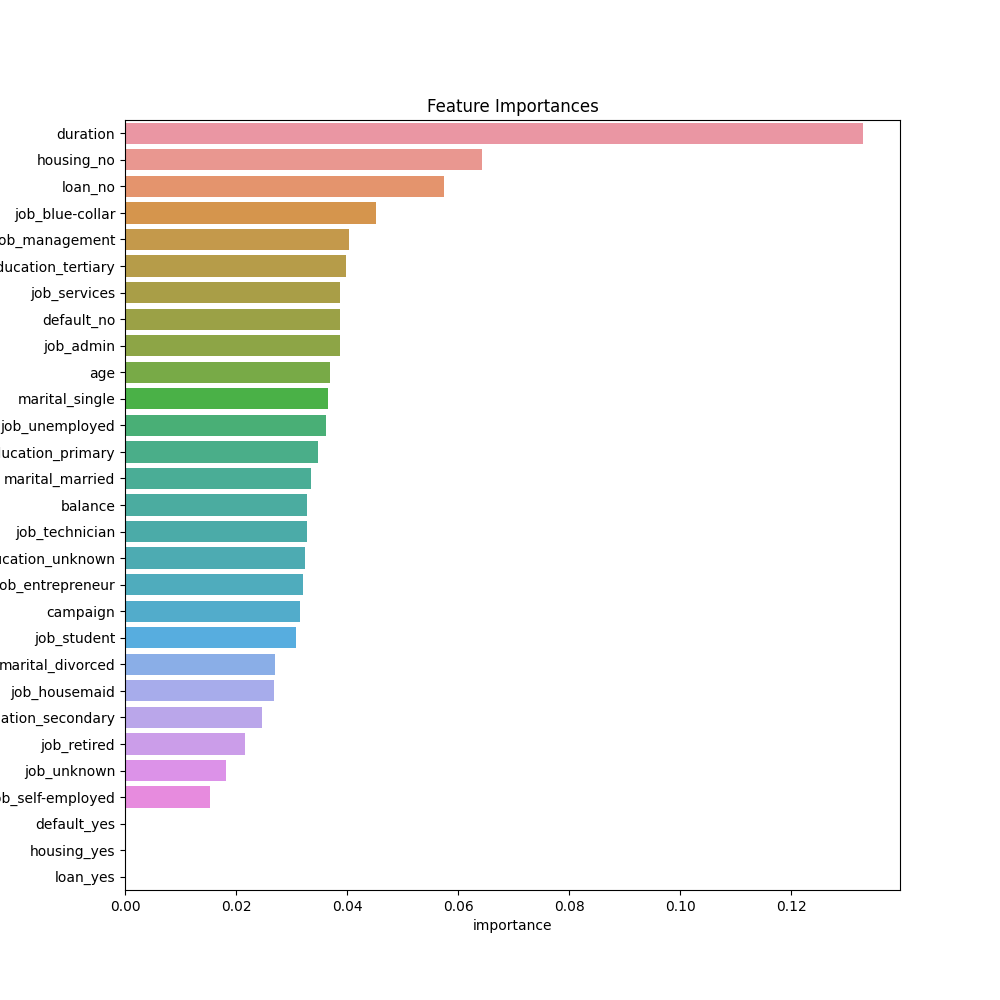 Feature Importances
duration
housing_no
loan_no
job_blue-collar
ob_management
ducation_tertiary
job_services
default_no
job_admin
age
marital_single
job_unemployed
lucation_primary
marital_married
balance
job_technician
ucation_unknown
ob_entrepreneur
campaign
job_student
marital_divorced
job_housemaid
ation_secondary
job_retired
job_unknown
ob_self-employed
default_yes
housing_yes
loan_yes
0.00 0.02 0.04 0.06 0.08 0.10 0.12
importance